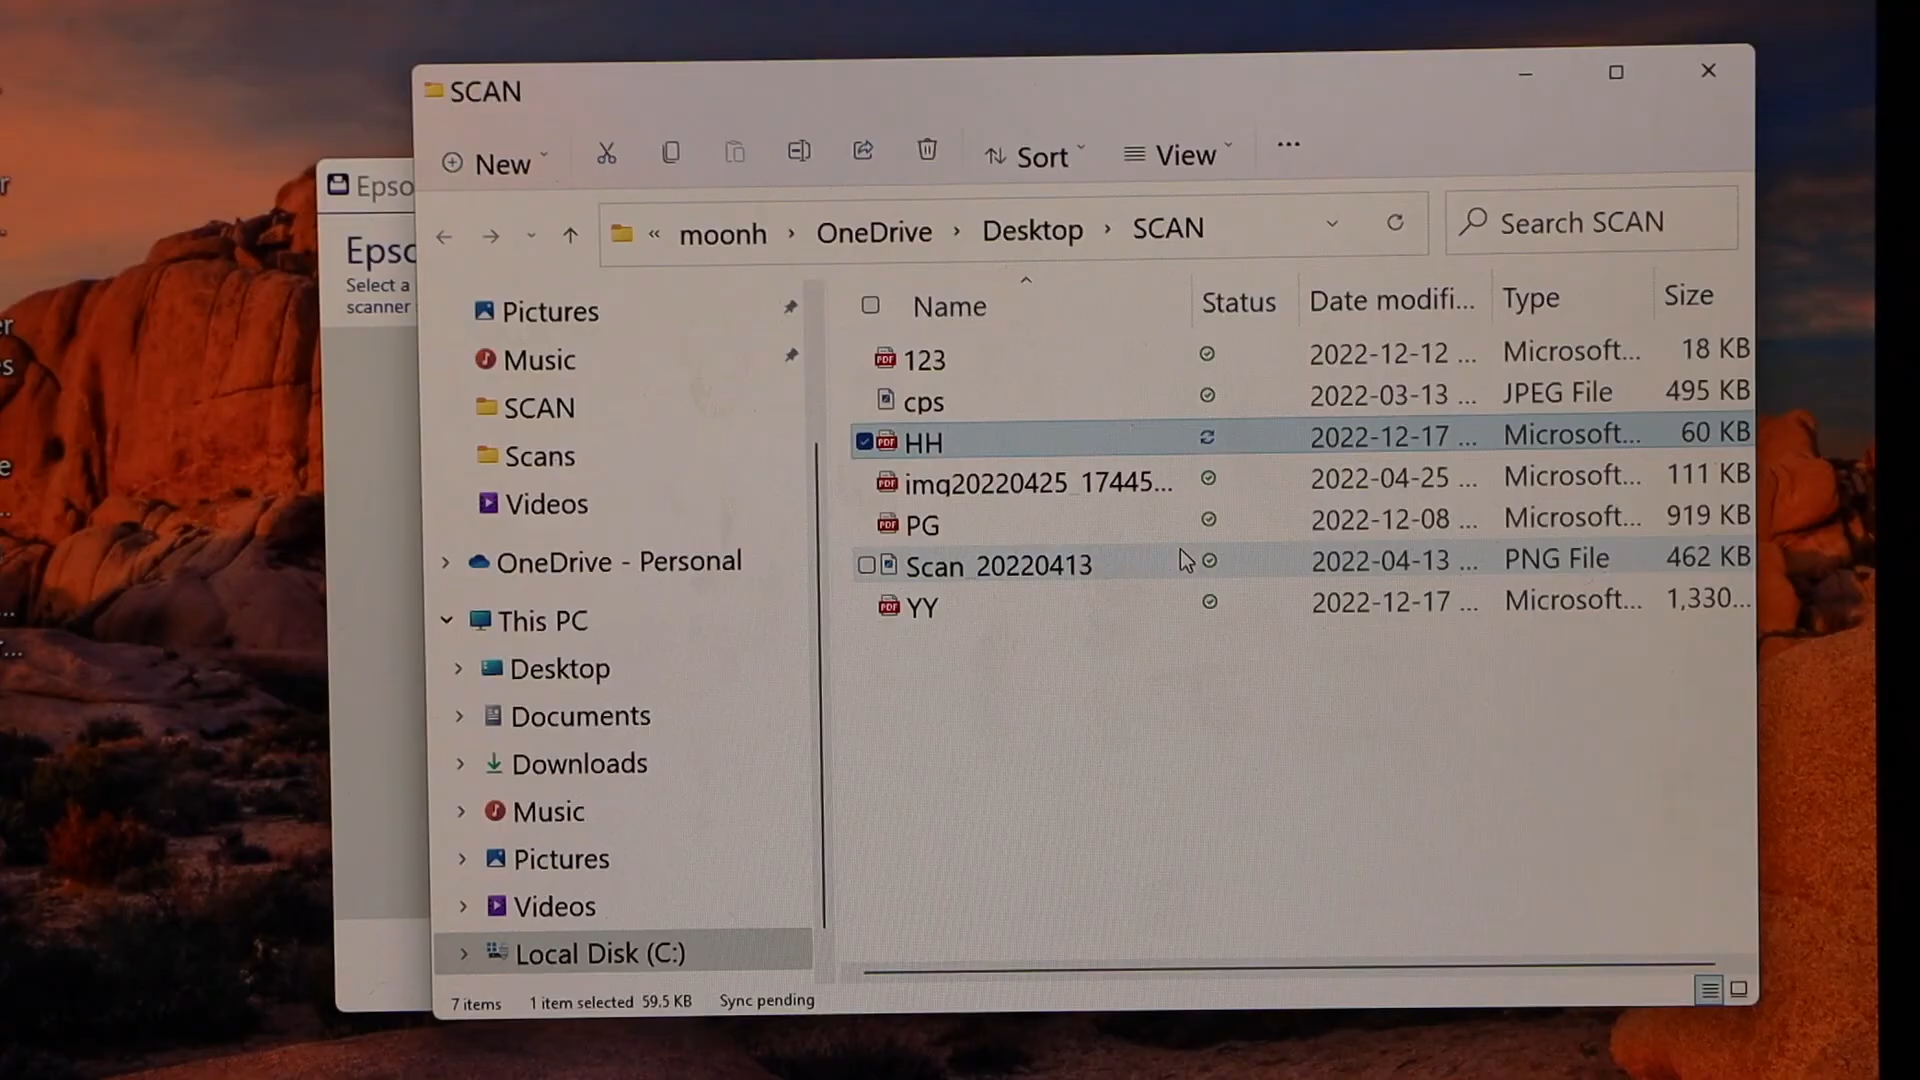 SCAN
New
Sort
View
Epso
Epso
Select a
scanner
« moonh › OneDrive › Desktop › SCAN
Search SCAN
Pictures
Music
SCAN
Scans
Videos
OneDrive - Personal
This PC
Desktop
Documents
Downloads
Music
Pictures
Videos
Local Disk (C:)
Name Status Date modifi... Type Size
123 2022-12-12 ... Microsoft... 18 KB
cps 2022-03-13 ... JPEG File 495 KB
HH 2022-12-17 ... Microsoft... 60 KB
img20220425_17445... 2022-04-25 ... Microsoft... 111 KB
PG 2022-12-08 ... Microsoft... 919 KB
Scan_20220413 2022-04-13 ... PNG File 462 KB
YY 2022-12-17 ... Microsoft... 1,330...
7 items 1 item selected 59.5 KB Sync pending